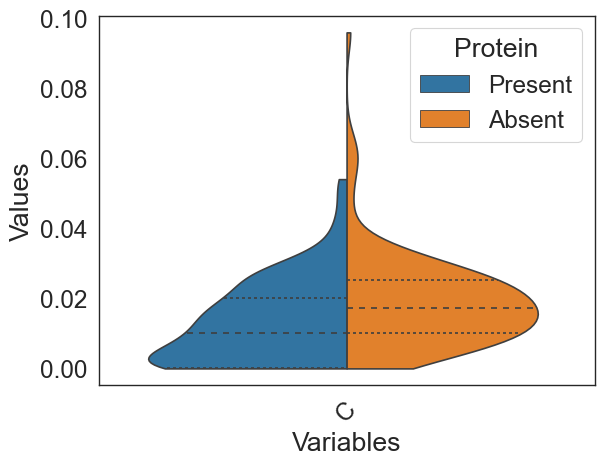 0.10
0.08
0.06
0.04
0.02
0.00
Values
Protein
Present
Absent
C
Variables